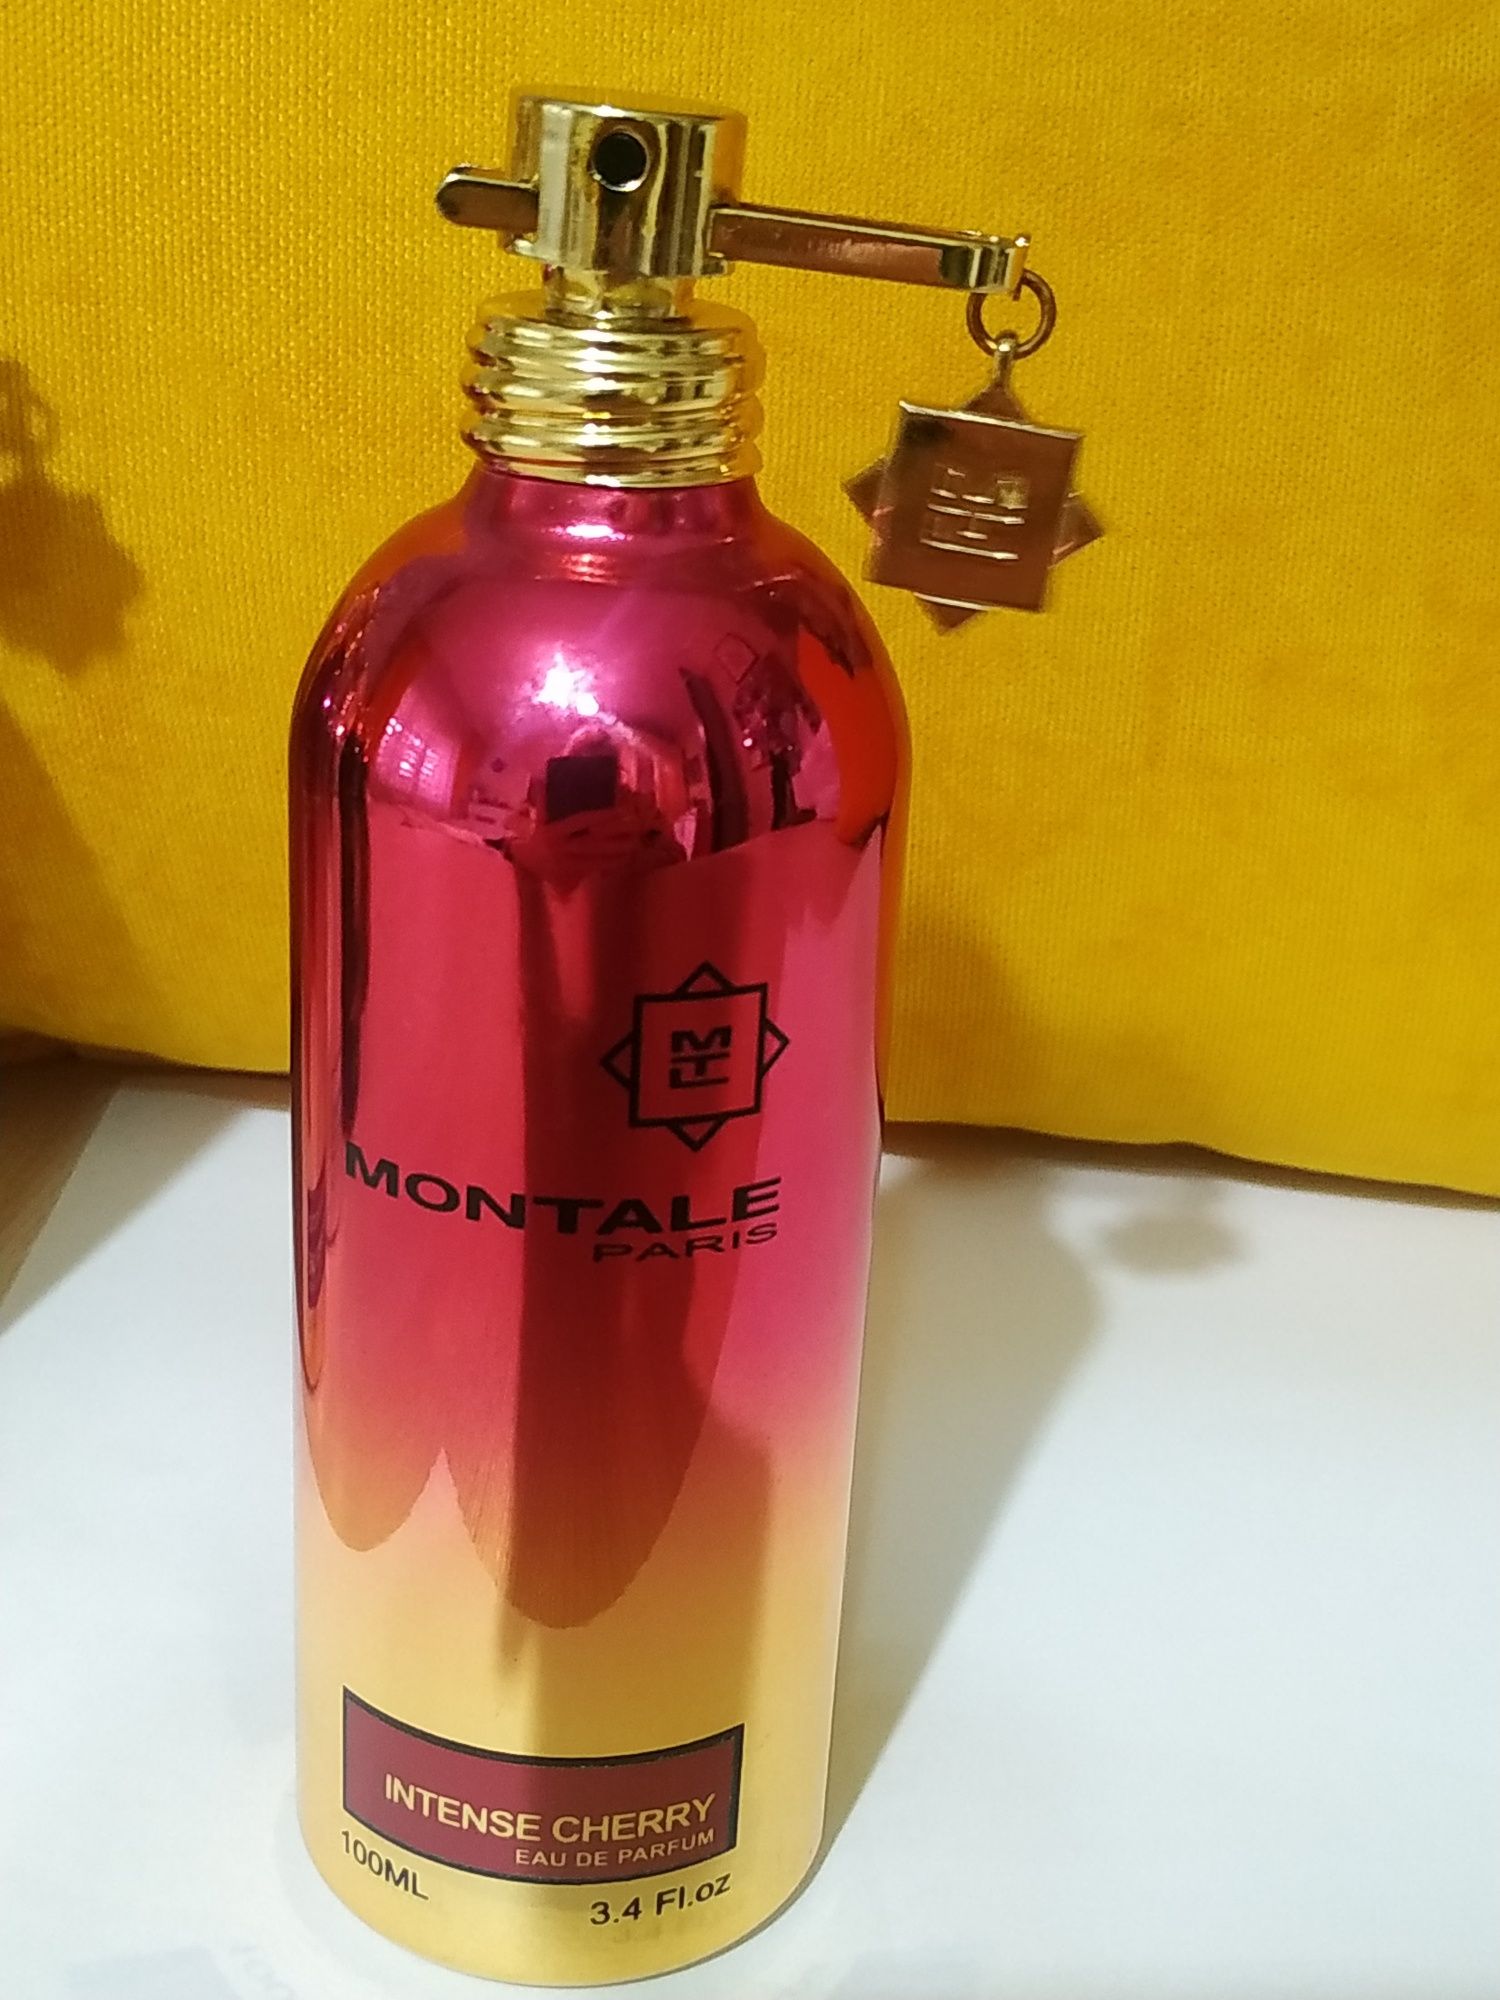 MONTALE
PARIS
INTENSE CHERRY
EAU DE PARFUM
100ML
3.4 Fl.oz